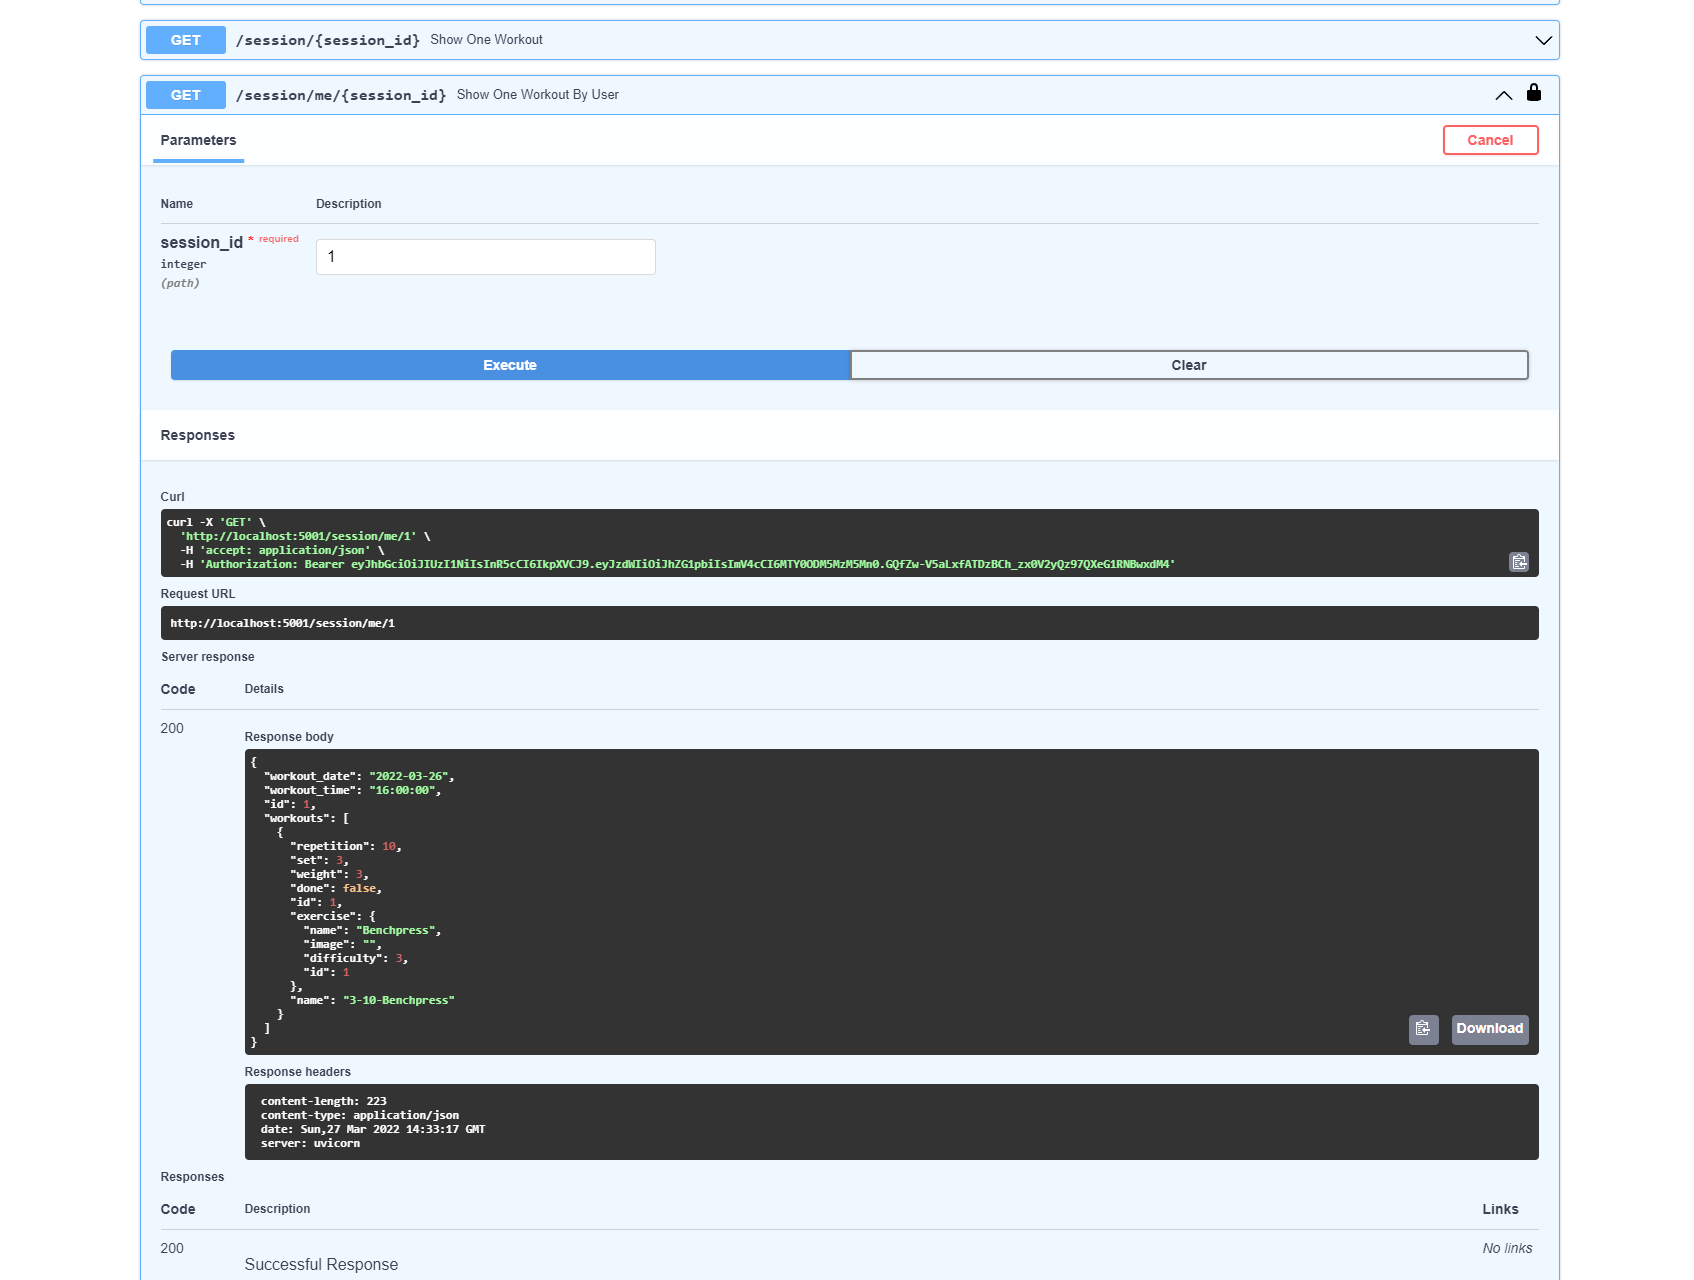 GET /session/{session_id} Show One Workout
GET /session/me/{session_id} Show One Workout By User
Parameters
Cancel
Name Description
session_id * required
integer
(path)
1
Execute
Clear
Responses
Curl
curl -X 'GET' \
'http://localhost:5001/session/me/1' \
-H 'accept: application/json' \
-H 'Authorization: Bearer eyJhbGciOiJIUzI1NiIsInR5cCI6IkpXVCJ9.eyJzdWIiOiJhZG1pbiIsImV4cCI6MTY0ODM5MzM5Mn0.GQfZw-V5aLxfATDzBCh_zx0V2yQz97QXeG1RNBwxdM4'
Request URL
http://localhost:5001/session/me/1
Server response
Code Details
200
Response body
{
"workout_date": "2022-03-26",
"workout_time": "16:00:00",
"id": 1,
"workouts": [
{
"repetition": 10,
"set": 3,
"weight": 3,
"done": false,
"id": 1,
"exercise": {
"name": "Benchpress",
"image": "",
"difficulty": 3,
"id": 1
},
"name": "3-10-Benchpress"
}
]
}
Download
Response headers
content-length: 223
content-type: application/json
date: Sun,27 Mar 2022 14:33:17 GMT
server: uvicorn
Responses
Code Description Links
200 No links
Successful Response